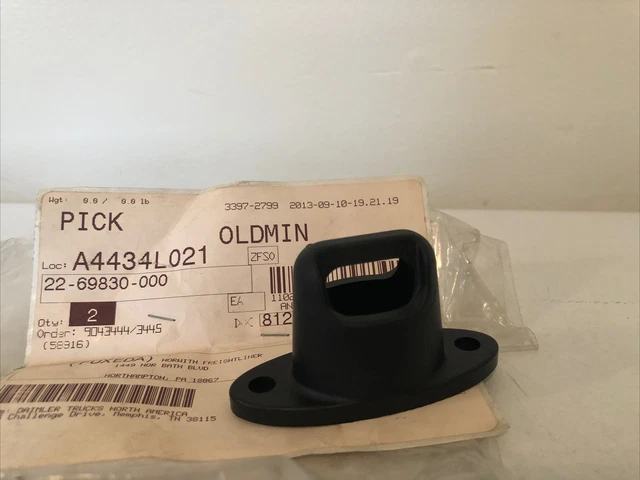 Wgt: 0.0 / 0.0 lb
3397-2799 2013-09-10-19.21.19
PICK
OLDMIN
Loc: A4434L021
ZFSO
22-69830-000
EA
Qty: 2
812
Order: 9043444/3445
(58916)
HORWITH FREIGHTLINER
1449 NOR BATH BLVD
NORTHAMPTON, PA 18067
DAIMLER TRUCKS NORTH AMERICA
Challenge Drive, Memphis, TN 38115